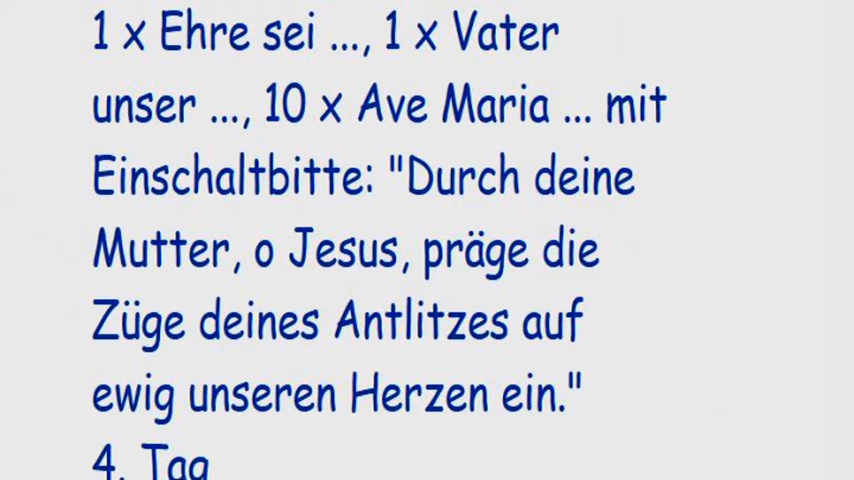 1 x Ehre sei ..., 1 x Vater
unser ..., 10 x Ave Maria ... mit
Einschaltbitte: "Durch deine
Mutter, o Jesus, präge die
Züge deines Antlitzes auf
ewig unseren Herzen ein."
4. Tag